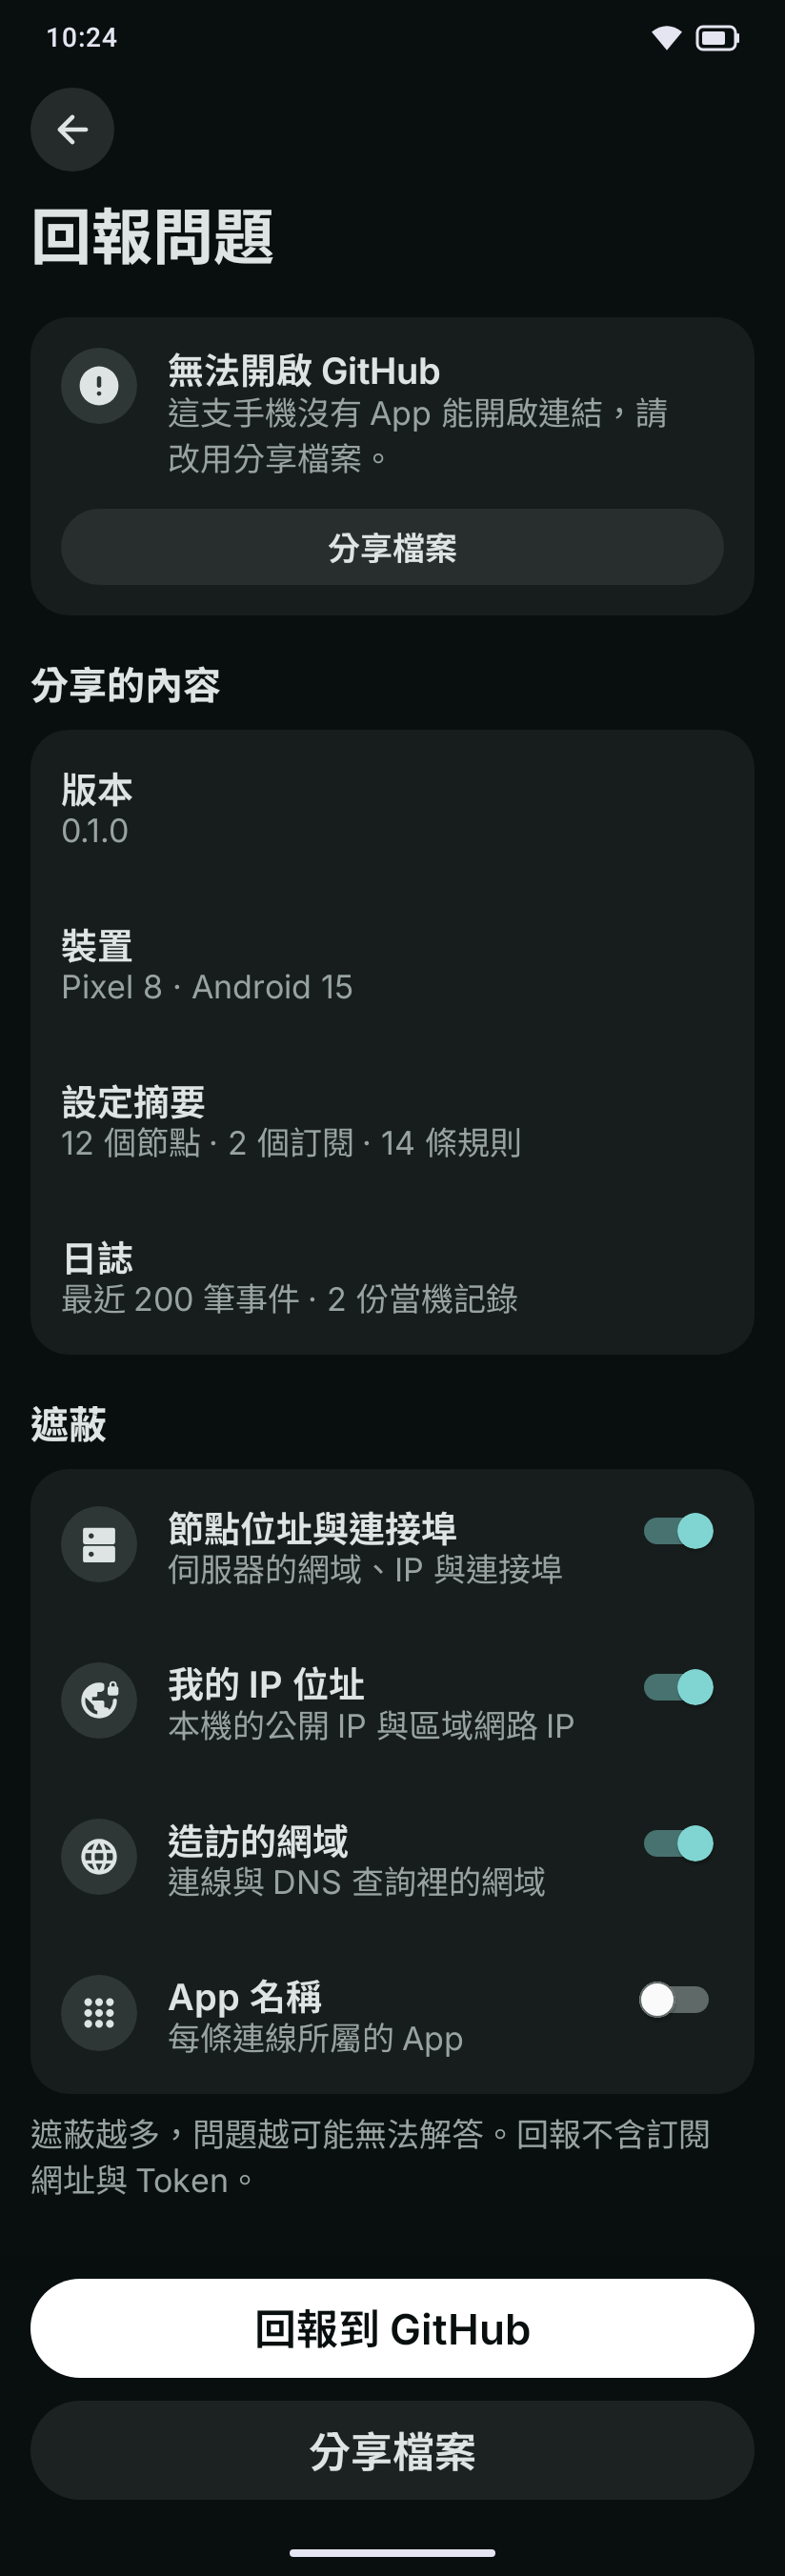 10:24
回報問題
無法開啟 GitHub
這支手機沒有 App 能開啟連結，請
改用分享檔案。
分享檔案
分享的內容
版本
0.1.0
裝置
Pixel 8 · Android 15
設定摘要
12 個節點 · 2 個訂閱 · 14 條規則
日誌
最近 200 筆事件 · 2 份當機記錄
遮蔽
節點位址與連接埠
伺服器的網域、IP 與連接埠
我的 IP 位址
本機的公開 IP 與區域網路 IP
造訪的網域
連線與 DNS 查詢裡的網域
App 名稱
每條連線所屬的 App
遮蔽越多，問題越可能無法解答。回報不含訂閱
網址與 Token。
回報到 GitHub
分享檔案